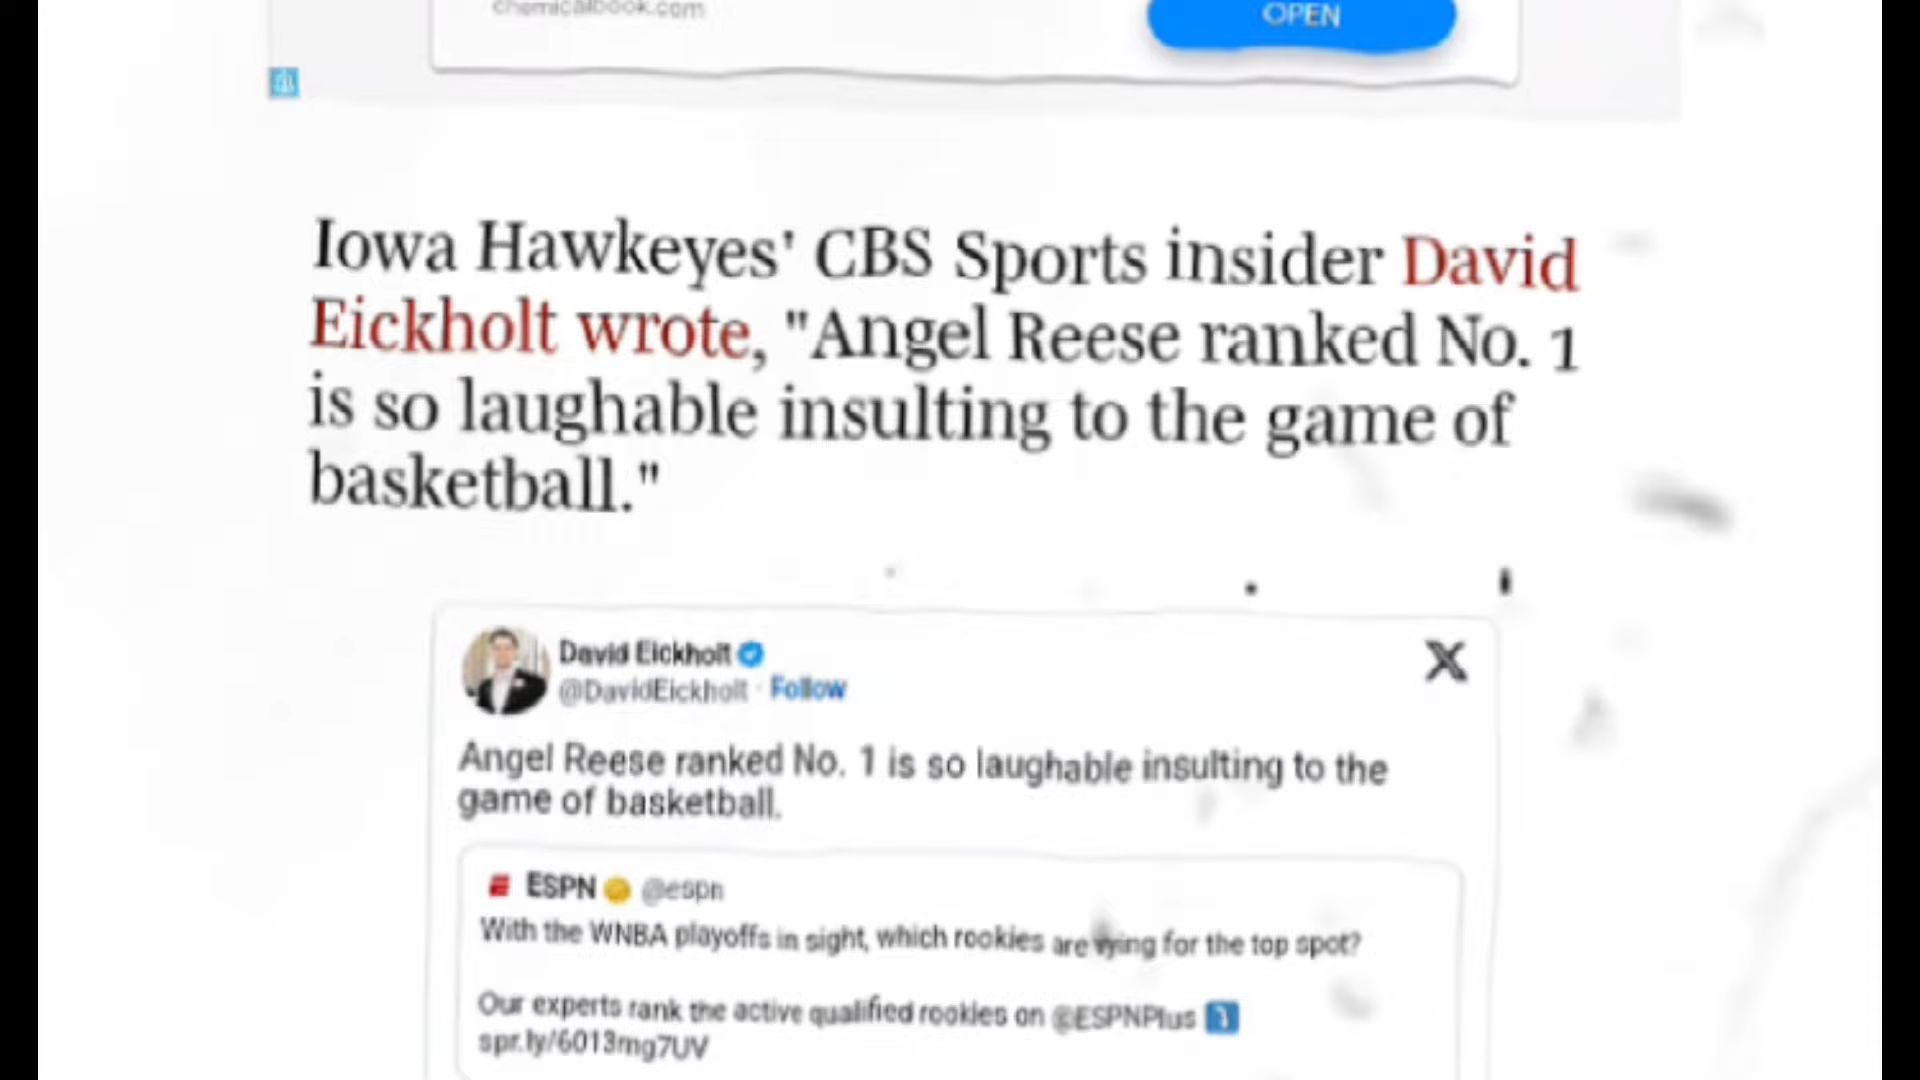 chemicalbook.com
OPEN
Iowa Hawkeyes' CBS Sports insider David
Eickholt wrote, "Angel Reese ranked No. 1
is so laughable insulting to the game of
basketball."
David Eickholt
@DavidEickholt · Follow
Angel Reese ranked No. 1 is so laughable insulting to the
game of basketball.
ESPN @espn
With the WNBA playoffs in sight, which rookies are vying for the top spot?
Our experts rank the active qualified rookies on @ESPNPlus
spr.ly/6013mg7UV